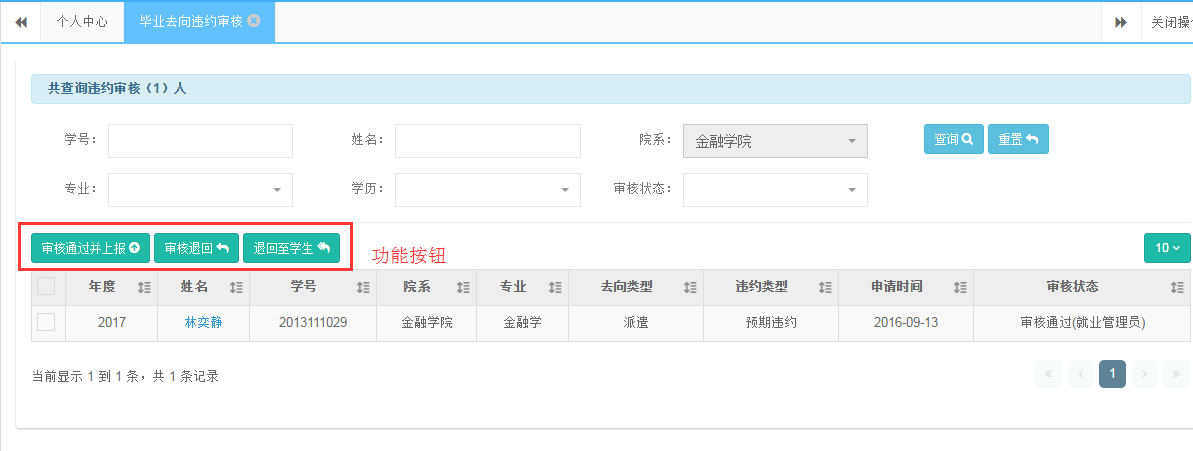 个人中心 毕业去向违约审核 关闭操作
共查询违约审核（1）人
学号： 姓名： 院系： 金融学院 查询 重置
专业： 学历： 审核状态：
审核通过并上报 审核退回 退回至学生 功能按钮 10
年度 姓名 学号 院系 专业 去向类型 违约类型 申请时间 审核状态
2017 林奕静 2013111029 金融学院 金融学 派遣 预期违约 2016-09-13 审核通过(就业管理员)
当前显示 1 到 1 条，共 1 条记录 « ‹ 1 › »